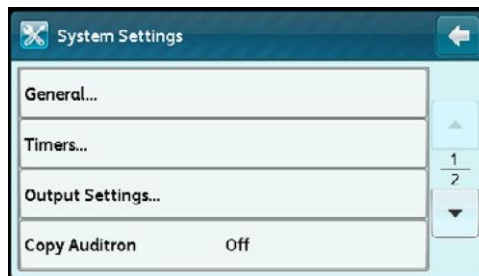 System Settings
General...
Timers...
Output Settings...
Copy Auditron Off
1
2